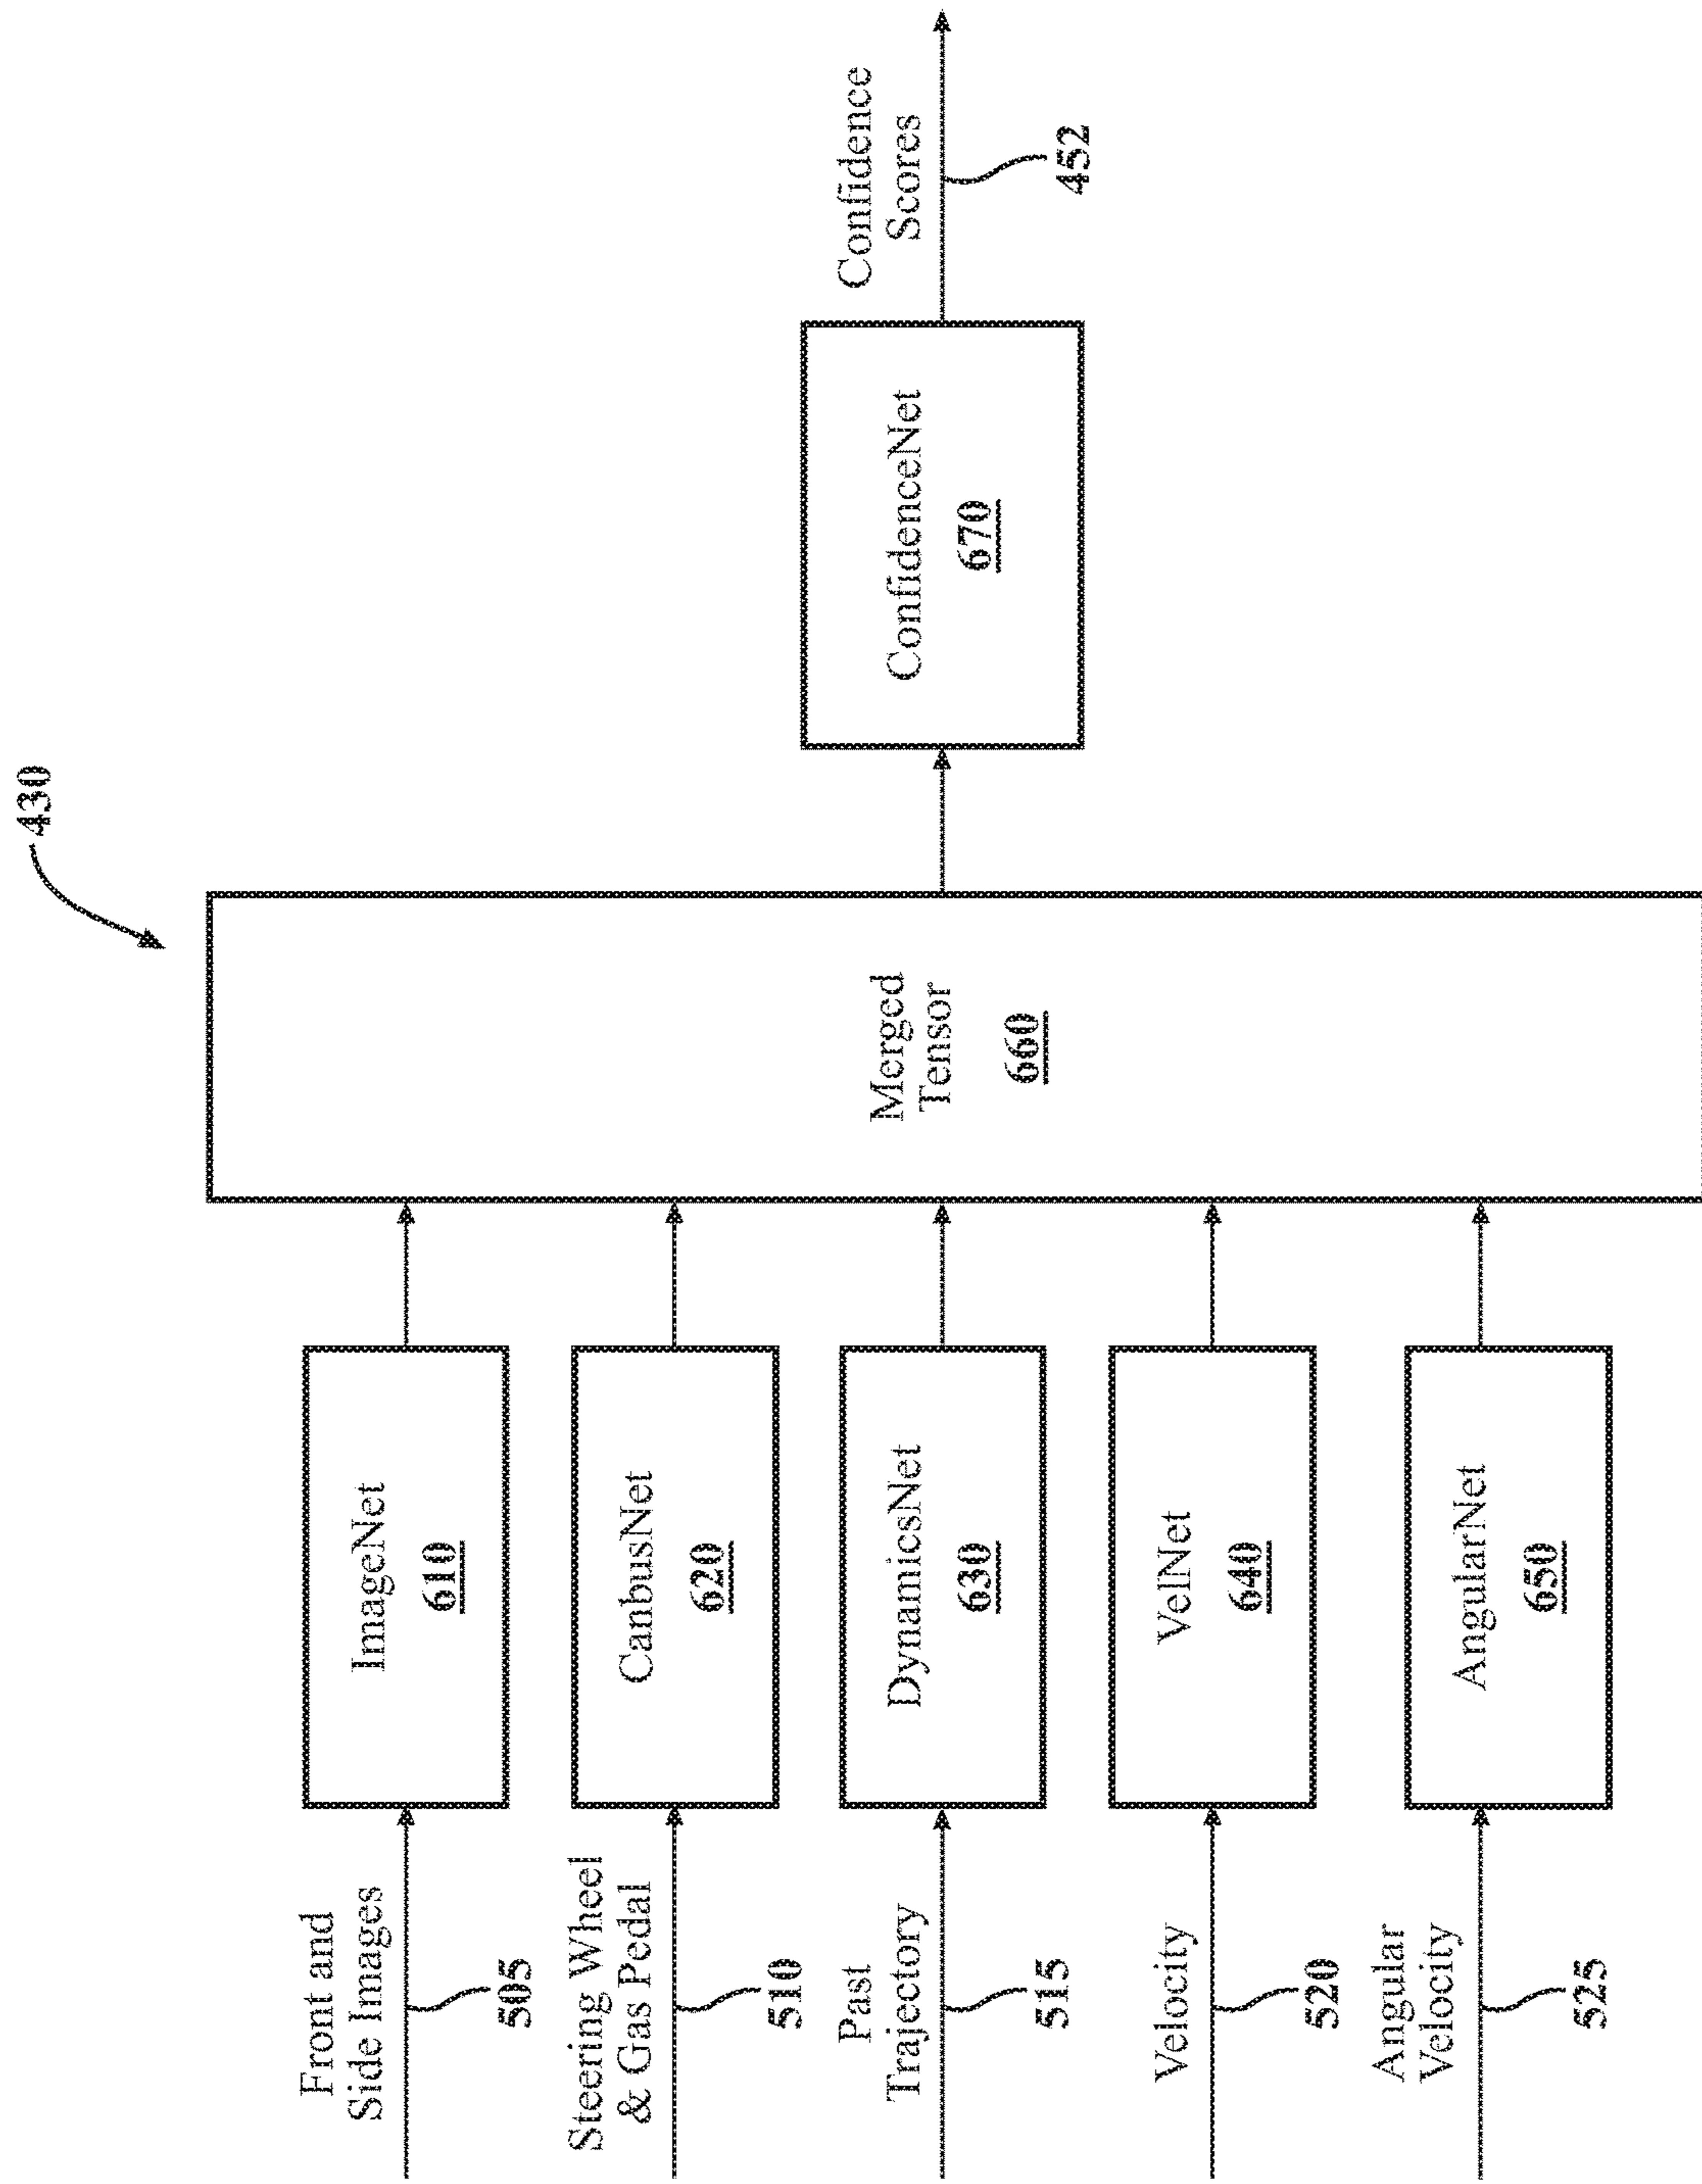 430
Front and
Side Images
505
ImageNet
610
Steering Wheel
& Gas Pedal
510
CanbusNet
620
Past
Trajectory
515
DynamicsNet
630
Velocity
520
VelNet
640
Angular
Velocity
525
AngularNet
650
Merged
Tensor
660
ConfidenceNet
670
Confidence
Scores
452